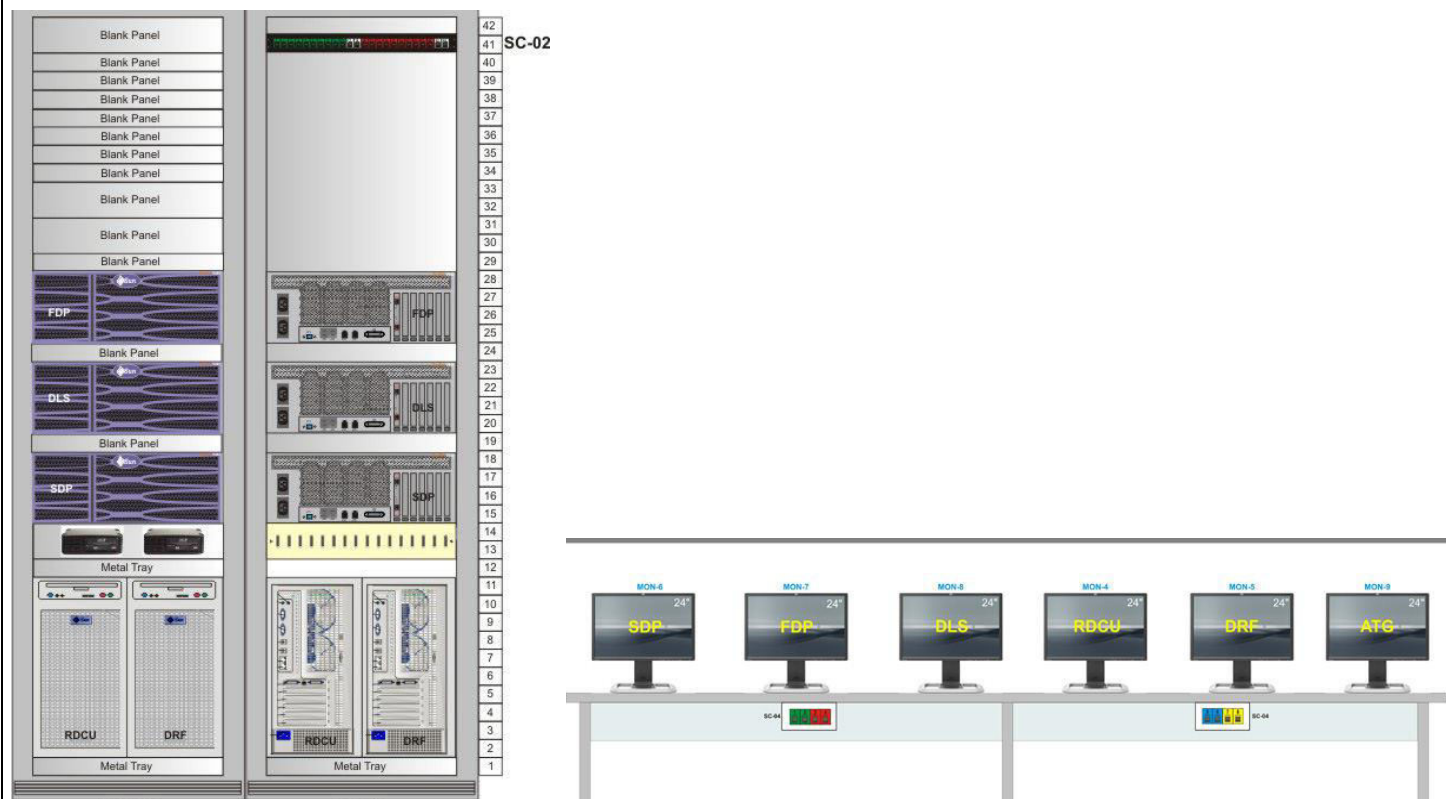 Blank Panel
Blank Panel
Blank Panel
Blank Panel
Blank Panel
Blank Panel
Blank Panel
Blank Panel
Blank Panel
Blank Panel
Blank Panel
FDP
Blank Panel
DLS
Blank Panel
SDP
Metal Tray
Sun
Sun
RDCU
DRF
Metal Tray
FDP
DLS
SDP
RDCU
DRF
Metal Tray
42
41
40
39
38
37
36
35
34
33
32
31
30
29
28
27
26
25
24
23
22
21
20
19
18
17
16
15
14
13
12
11
10
9
8
7
6
5
4
3
2
1
SC-02
MON-6
24"
SDP
MON-7
24"
FDP
MON-8
24"
DLS
MON-4
24"
RDCU
MON-5
24"
DRF
MON-9
24"
ATG
SC-04
SC-04